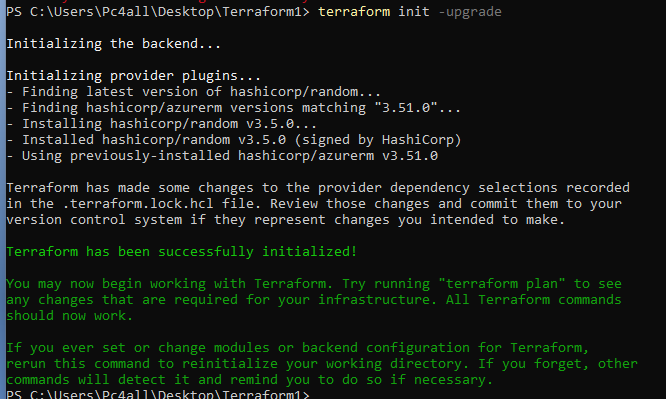 PS C:\Users\Pc4all\Desktop\Terraform1> terraform init -upgrade
Initializing the backend...
Initializing provider plugins...
- Finding latest version of hashicorp/random...
- Finding hashicorp/azurerm versions matching "3.51.0"...
- Installing hashicorp/random v3.5.0...
- Installed hashicorp/random v3.5.0 (signed by HashiCorp)
- Using previously-installed hashicorp/azurerm v3.51.0
Terraform has made some changes to the provider dependency selections recorded
in the .terraform.lock.hcl file. Review those changes and commit them to your
version control system if they represent changes you intended to make.
Terraform has been successfully initialized!
You may now begin working with Terraform. Try running "terraform plan" to see
any changes that are required for your infrastructure. All Terraform commands
should now work.
If you ever set or change modules or backend configuration for Terraform,
rerun this command to reinitialize your working directory. If you forget, other
commands will detect it and remind you to do so if necessary.
PS C:\Users\Pc4all\Desktop\Terraform1>